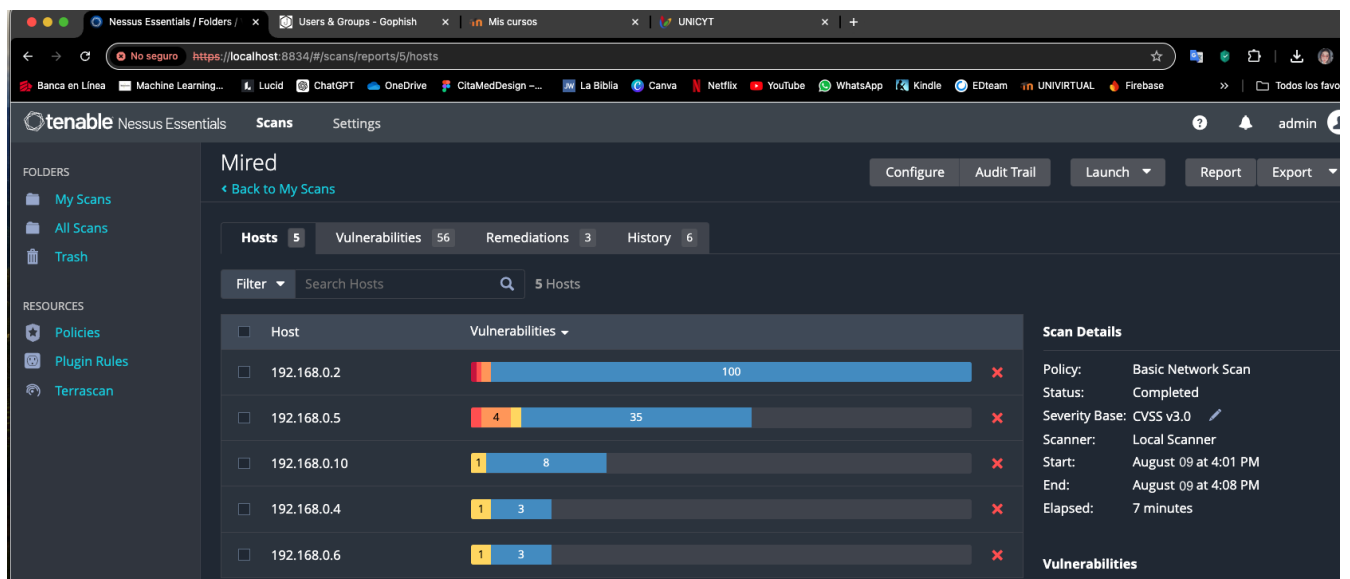 Nessus Essentials / Folders /
Users & Groups - Gophish
Mis cursos
UNICYT
No seguro https://localhost:8834/#/scans/reports/5/hosts
Banca en Línea
Machine Learning...
Lucid
ChatGPT
OneDrive
CitaMedDesign –...
La Biblia
Canva
Netflix
YouTube
WhatsApp
Kindle
EDteam
UNIVIRTUAL
Firebase
Todos los favo
tenable Nessus Essentials
Scans
Settings
admin
FOLDERS
My Scans
All Scans
Trash
RESOURCES
Policies
Plugin Rules
Terrascan
Mired
Back to My Scans
Configure
Audit Trail
Launch
Report
Export
Hosts 5
Vulnerabilities 56
Remediations 3
History 6
Filter
Search Hosts
5 Hosts
Host
Vulnerabilities
192.168.0.2
100
192.168.0.5
4 35
192.168.0.10
1 8
192.168.0.4
1 3
192.168.0.6
1 3
Scan Details
Policy: Basic Network Scan
Status: Completed
Severity Base: CVSS v3.0
Scanner: Local Scanner
Start: August 09 at 4:01 PM
End: August 09 at 4:08 PM
Elapsed: 7 minutes
Vulnerabilities